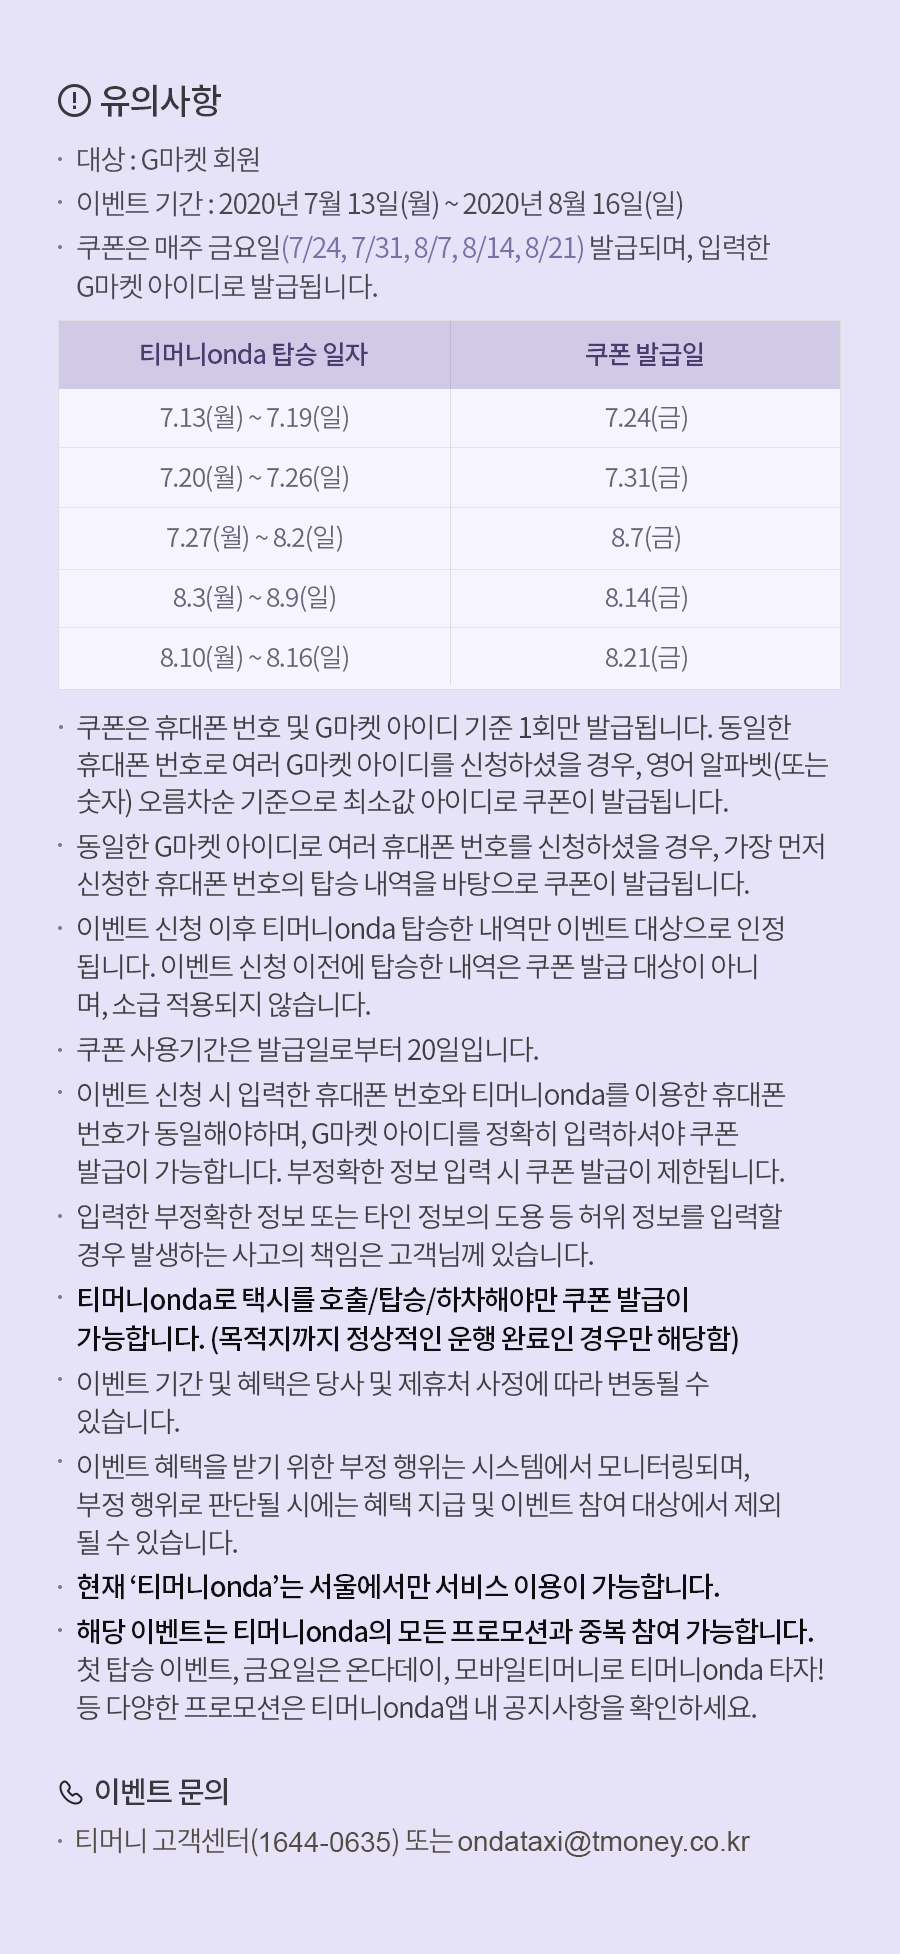 유의사항
· 대상 : G마켓 회원
· 이벤트 기간 : 2020년 7월 13일(월) ~ 2020년 8월 16일(일)
· 쿠폰은 매주 금요일(7/24, 7/31, 8/7, 8/14, 8/21) 발급되며, 입력한
G마켓 아이디로 발급됩니다.
티머니onda 탑승 일자 쿠폰 발급일
7.13(월) ~ 7.19(일) 7.24(금)
7.20(월) ~ 7.26(일) 7.31(금)
7.27(월) ~ 8.2(일) 8.7(금)
8.3(월) ~ 8.9(일) 8.14(금)
8.10(월) ~ 8.16(일) 8.21(금)
· 쿠폰은 휴대폰 번호 및 G마켓 아이디 기준 1회만 발급됩니다. 동일한
휴대폰 번호로 여러 G마켓 아이디를 신청하셨을 경우, 영어 알파벳(또는
숫자) 오름차순 기준으로 최소값 아이디로 쿠폰이 발급됩니다.
· 동일한 G마켓 아이디로 여러 휴대폰 번호를 신청하셨을 경우, 가장 먼저
신청한 휴대폰 번호의 탑승 내역을 바탕으로 쿠폰이 발급됩니다.
· 이벤트 신청 이후 티머니onda 탑승한 내역만 이벤트 대상으로 인정
됩니다. 이벤트 신청 이전에 탑승한 내역은 쿠폰 발급 대상이 아니
며, 소급 적용되지 않습니다.
· 쿠폰 사용기간은 발급일로부터 20일입니다.
· 이벤트 신청 시 입력한 휴대폰 번호와 티머니onda를 이용한 휴대폰
번호가 동일해야하며, G마켓 아이디를 정확히 입력하셔야 쿠폰
발급이 가능합니다. 부정확한 정보 입력 시 쿠폰 발급이 제한됩니다.
· 입력한 부정확한 정보 또는 타인 정보의 도용 등 허위 정보를 입력할
경우 발생하는 사고의 책임은 고객님께 있습니다.
· 티머니onda로 택시를 호출/탑승/하차해야만 쿠폰 발급이
가능합니다. (목적지까지 정상적인 운행 완료인 경우만 해당함)
· 이벤트 기간 및 혜택은 당사 및 제휴처 사정에 따라 변동될 수
있습니다.
· 이벤트 혜택을 받기 위한 부정 행위는 시스템에서 모니터링되며,
부정 행위로 판단될 시에는 혜택 지급 및 이벤트 참여 대상에서 제외
될 수 있습니다.
· 현재 ‘티머니onda’는 서울에서만 서비스 이용이 가능합니다.
· 해당 이벤트는 티머니onda의 모든 프로모션과 중복 참여 가능합니다.
첫 탑승 이벤트, 금요일은 온다데이, 모바일티머니로 티머니onda 타자!
등 다양한 프로모션은 티머니onda앱 내 공지사항을 확인하세요.
이벤트 문의
· 티머니 고객센터(1644-0635) 또는 ondataxi@tmoney.co.kr